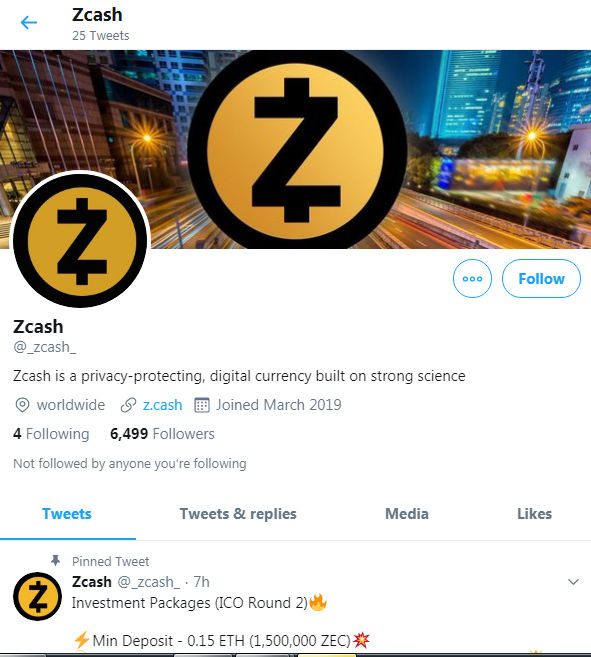 Zcash
25 Tweets
Follow
Zcash
@_zcash_
Zcash is a privacy-protecting, digital currency built on strong science
worldwide z.cash Joined March 2019
4 Following 6,499 Followers
Not followed by anyone you're following
Tweets Tweets & replies Media Likes
Pinned Tweet
Zcash @_zcash_ · 7h
Investment Packages (ICO Round 2)🔥
⚡Min Deposit - 0.15 ETH (1,500,000 ZEC)💥